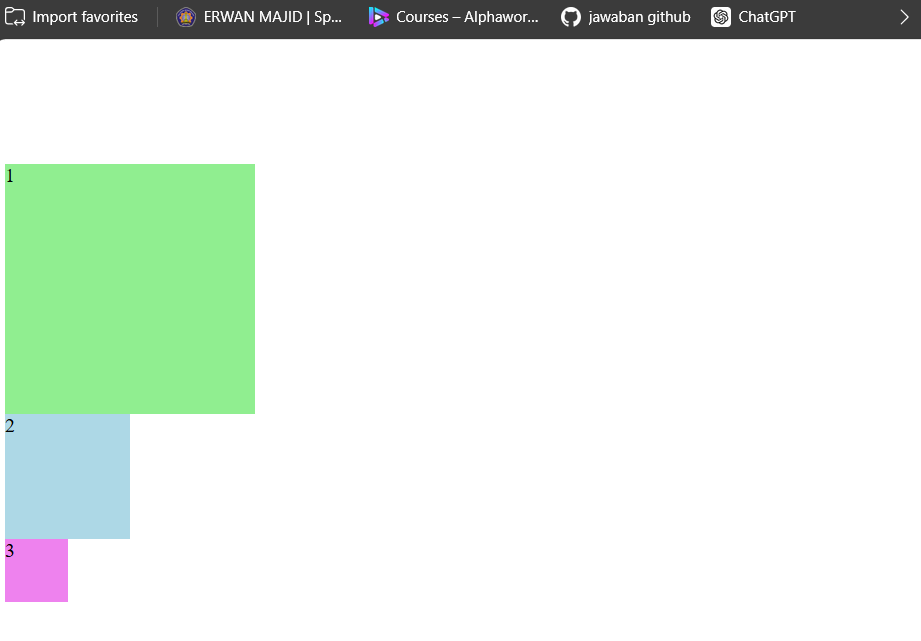 Import favorites
ERWAN MAJID | Sp...
Courses – Alphawor...
jawaban github
ChatGPT
1
2
3